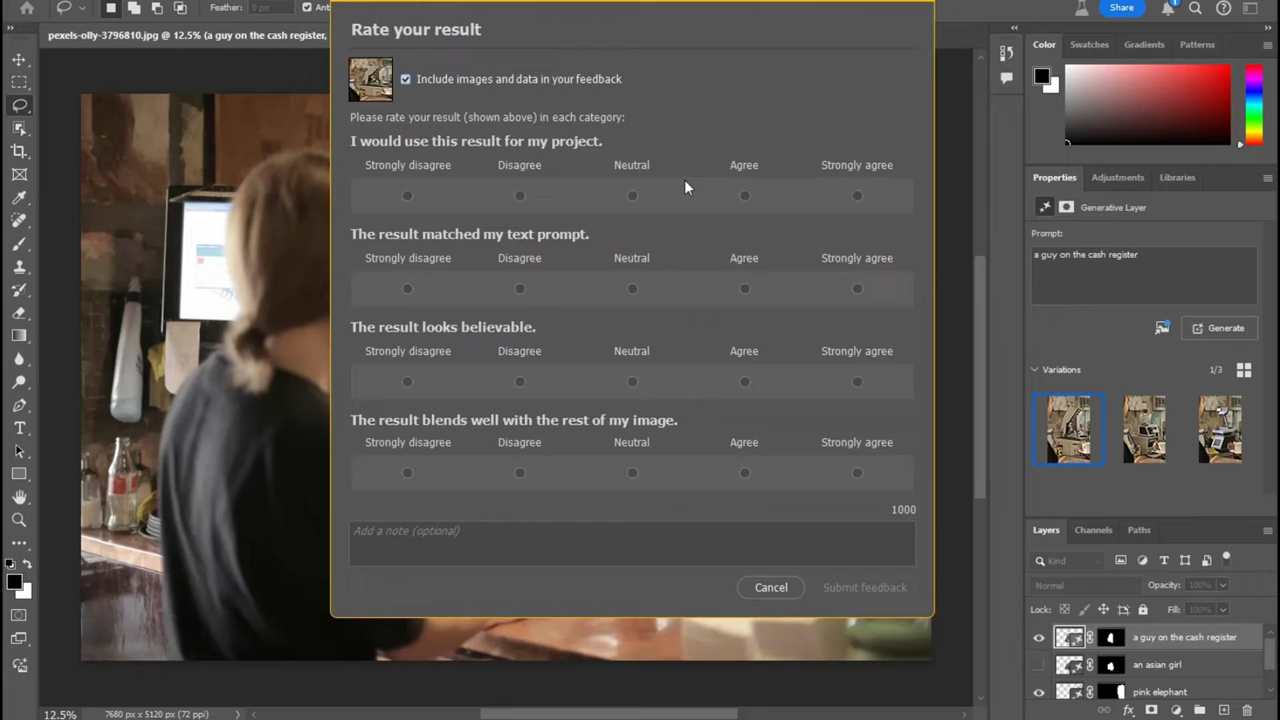 Feather: 0 px
Share
pexels-olly-3796810.jpg @ 12.5% (a guy on the cash register,
Rate your result
Include images and data in your feedback
Please rate your result (shown above) in each category:
I would use this result for my project.
Strongly disagree Disagree Neutral Agree Strongly agree
The result matched my text prompt.
Strongly disagree Disagree Neutral Agree Strongly agree
The result looks believable.
Strongly disagree Disagree Neutral Agree Strongly agree
The result blends well with the rest of my image.
Strongly disagree Disagree Neutral Agree Strongly agree
1000
Add a note (optional)
Cancel Submit feedback
Color Swatches Gradients Patterns
Properties Adjustments Libraries
Generative Layer
Prompt:
a guy on the cash register
Generate
Variations 1/3
Layers Channels Paths
Kind
Normal Opacity: 100%
Lock: Fill: 100%
a guy on the cash register
an asian girl
pink elephant
12.5% 7680 px x 5120 px (72 ppi)